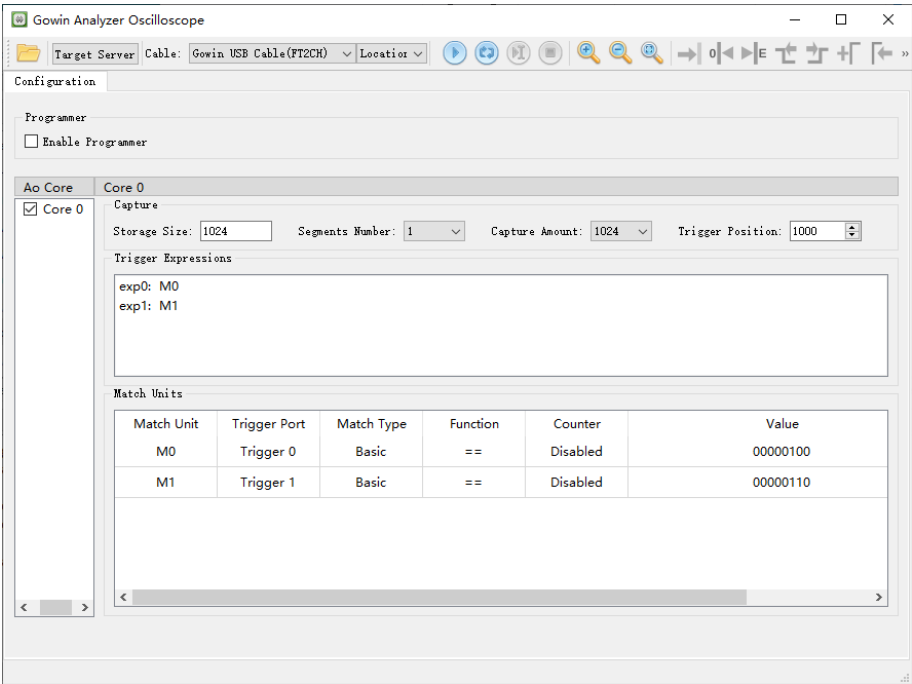 Gowin Analyzer Oscilloscope
Target Server Cable: Gowin USB Cable(FT2CH) Location
Configuration
Programmer
Enable Programmer
Ao Core Core 0
Core 0
Capture
Storage Size: 1024 Segments Number: 1 Capture Amount: 1024 Trigger Position: 1000
Trigger Expressions
exp0: M0
exp1: M1
Match Units
Match Unit Trigger Port Match Type Function Counter Value
M0 Trigger 0 Basic == Disabled 00000100
M1 Trigger 1 Basic == Disabled 00000110